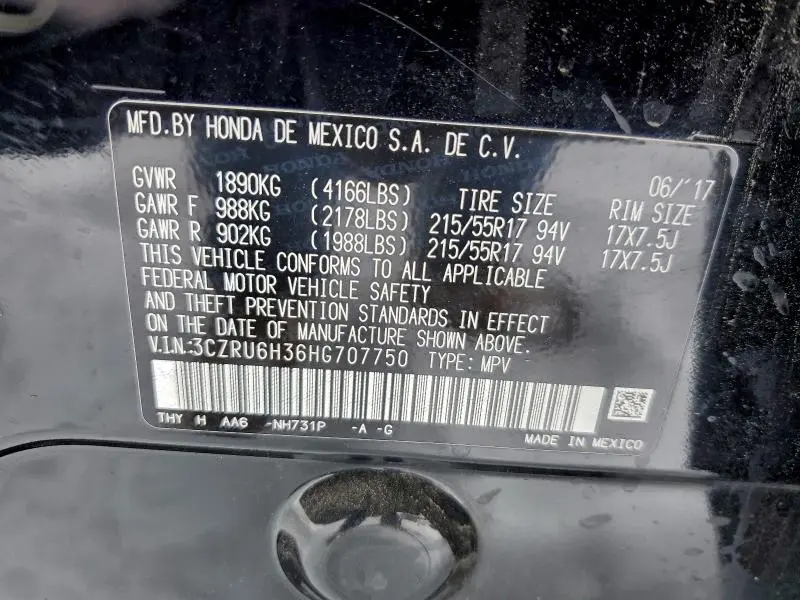 MFD.BY HONDA DE MEXICO S.A. DE C.V.
06/'17
GVWR 1890KG (4166LBS) TIRE SIZE RIM SIZE
GAWR F 988KG (2178LBS) 215/55R17 94V 17X7.5J
GAWR R 902KG (1988LBS) 215/55R17 94V 17X7.5J
THIS VEHICLE CONFORMS TO ALL APPLICABLE
FEDERAL MOTOR VEHICLE SAFETY
AND THEFT PREVENTION STANDARDS IN EFFECT
ON THE DATE OF MANUFACTURE SHOWN ABOVE.
V.I.N:3CZRU6H36HG707750 TYPE: MPV
THY H AA6 -NH731P -A -G
MADE IN MEXICO